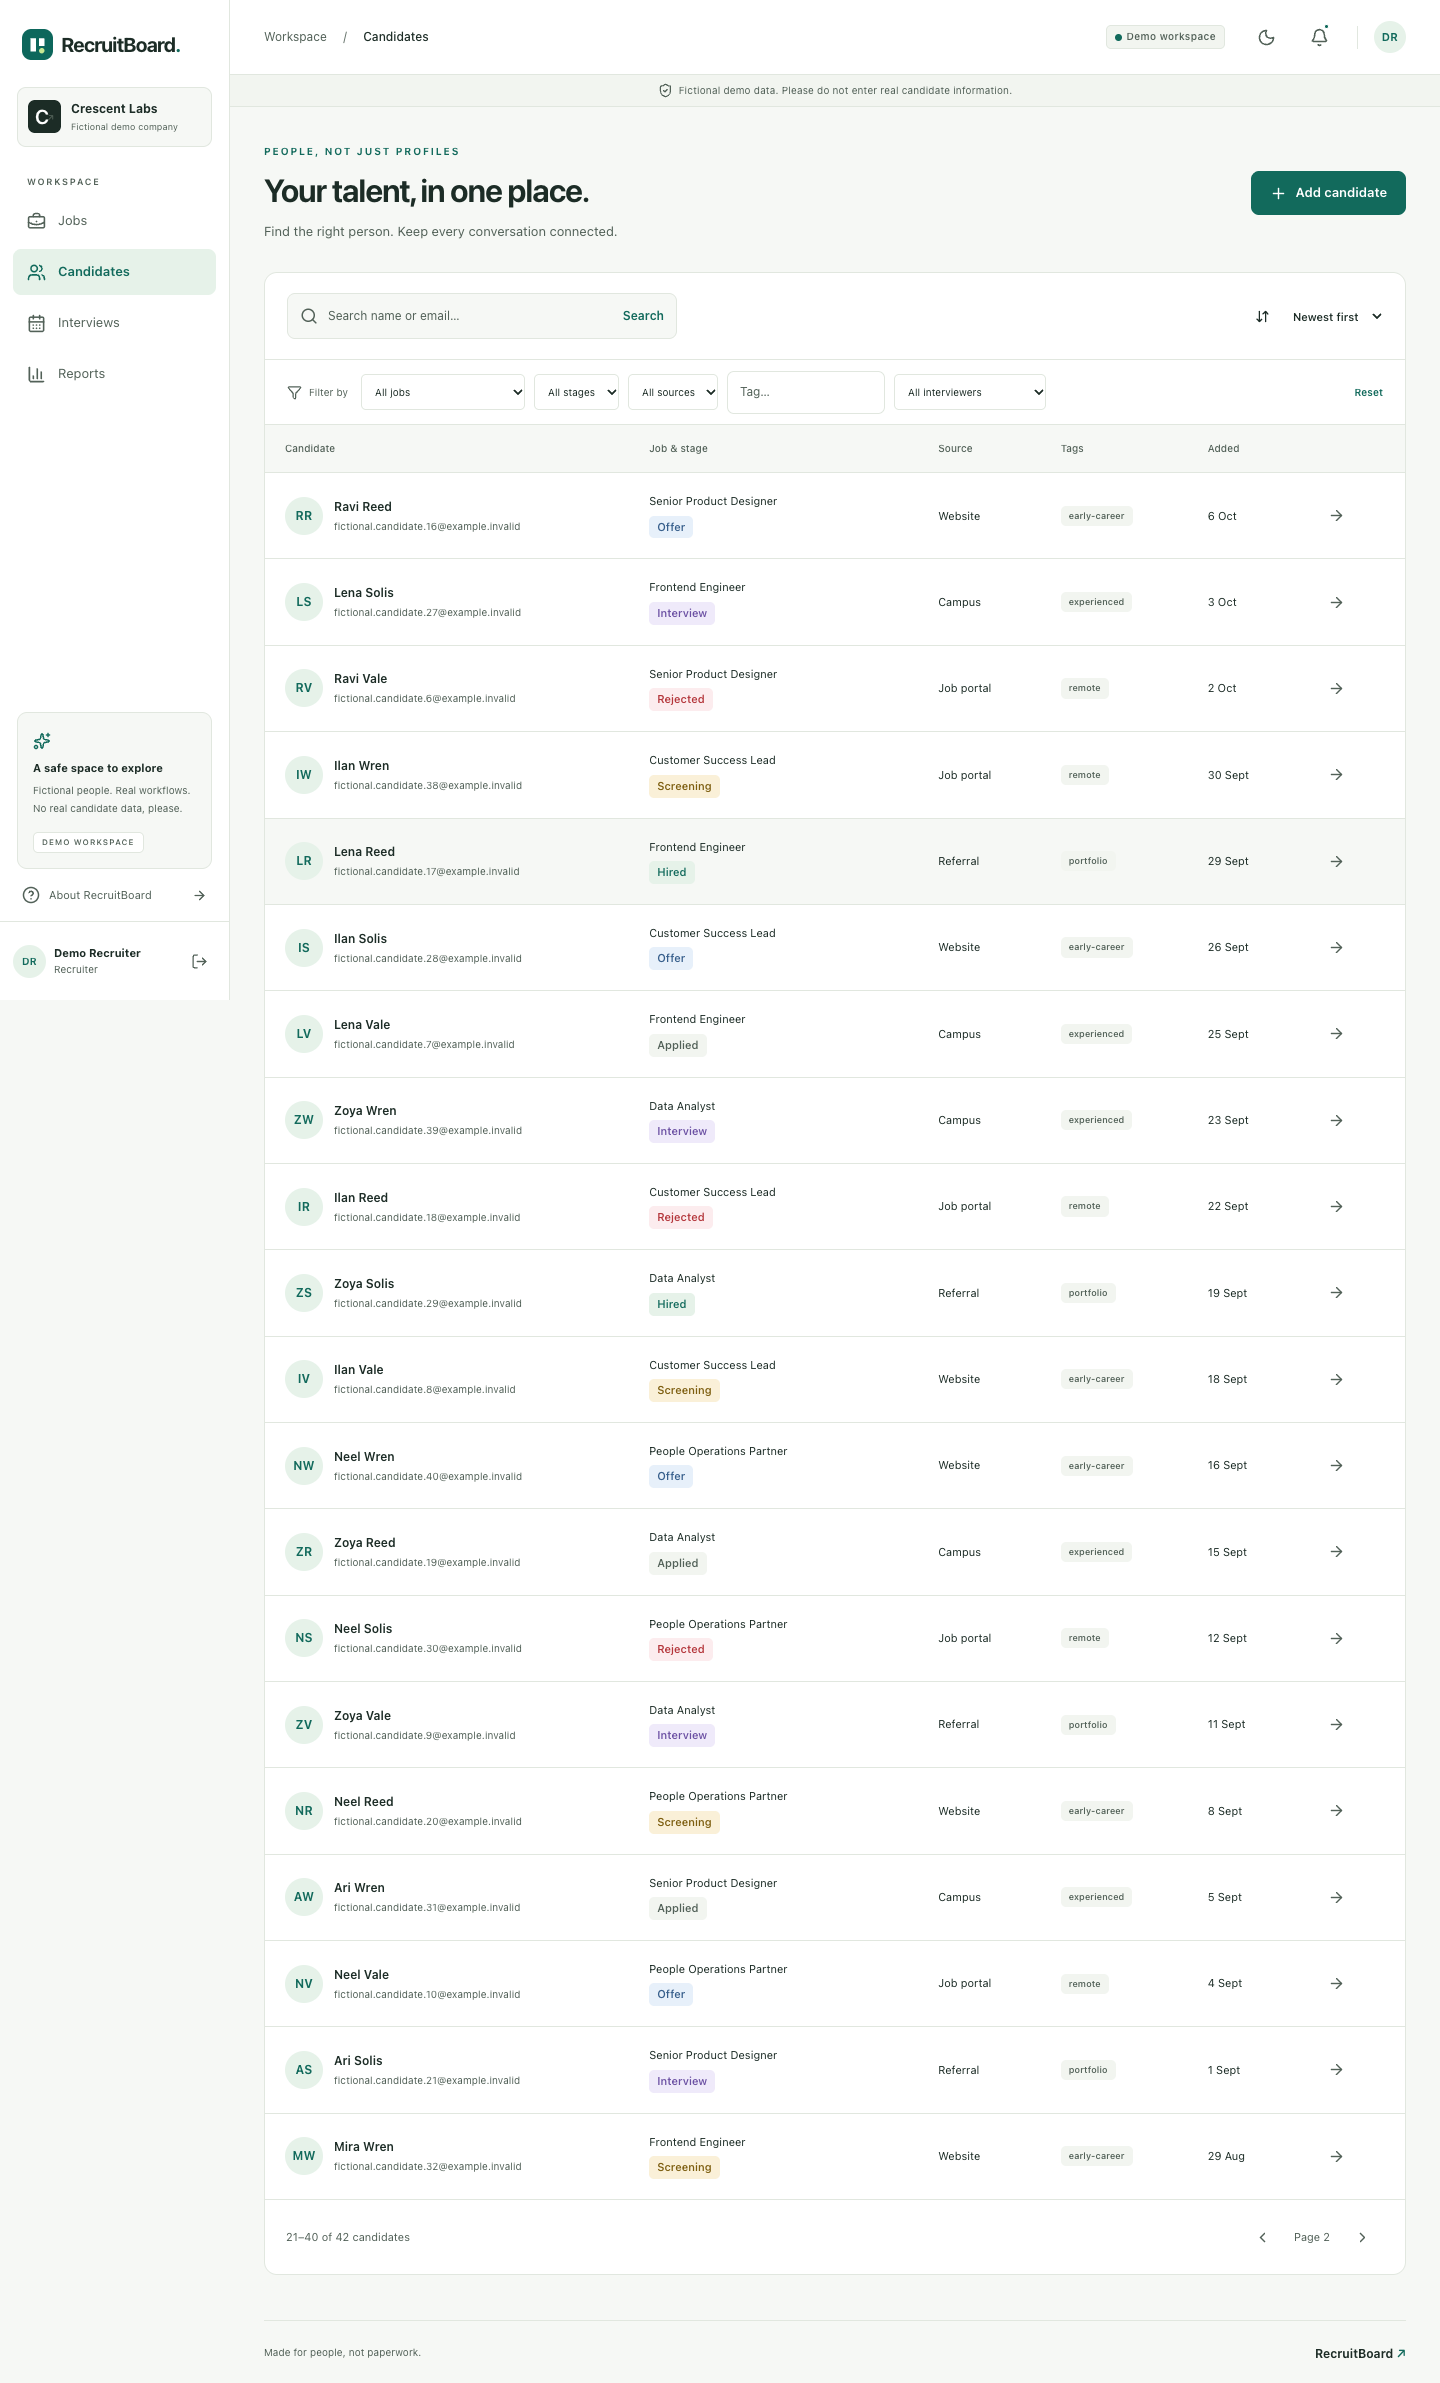 RecruitBoard.
Crescent Labs
Fictional demo company
WORKSPACE
Jobs
Candidates
Interviews
Reports
A safe space to explore
Fictional people. Real workflows.
No real candidate data, please.
DEMO WORKSPACE
About RecruitBoard
DR
Demo Recruiter
Recruiter
Workspace / Candidates
Demo workspace
DR
Fictional demo data. Please do not enter real candidate information.
PEOPLE, NOT JUST PROFILES
Your talent, in one place.
Find the right person. Keep every conversation connected.
Add candidate
Search name or email...
Search
Newest first
Filter by
All jobs
All stages
All sources
Tag...
All interviewers
Reset
Candidate Job & stage Source Tags Added
RR
Ravi Reed
fictional.candidate.16@example.invalid
Senior Product Designer
Offer
Website
early-career
6 Oct
LS
Lena Solis
fictional.candidate.27@example.invalid
Frontend Engineer
Interview
Campus
experienced
3 Oct
RV
Ravi Vale
fictional.candidate.6@example.invalid
Senior Product Designer
Rejected
Job portal
remote
2 Oct
IW
Ilan Wren
fictional.candidate.38@example.invalid
Customer Success Lead
Screening
Job portal
remote
30 Sept
LR
Lena Reed
fictional.candidate.17@example.invalid
Frontend Engineer
Hired
Referral
portfolio
29 Sept
IS
Ilan Solis
fictional.candidate.28@example.invalid
Customer Success Lead
Offer
Website
early-career
26 Sept
LV
Lena Vale
fictional.candidate.7@example.invalid
Frontend Engineer
Applied
Campus
experienced
25 Sept
ZW
Zoya Wren
fictional.candidate.39@example.invalid
Data Analyst
Interview
Campus
experienced
23 Sept
IR
Ilan Reed
fictional.candidate.18@example.invalid
Customer Success Lead
Rejected
Job portal
remote
22 Sept
ZS
Zoya Solis
fictional.candidate.29@example.invalid
Data Analyst
Hired
Referral
portfolio
19 Sept
IV
Ilan Vale
fictional.candidate.8@example.invalid
Customer Success Lead
Screening
Website
early-career
18 Sept
NW
Neel Wren
fictional.candidate.40@example.invalid
People Operations Partner
Offer
Website
early-career
16 Sept
ZR
Zoya Reed
fictional.candidate.19@example.invalid
Data Analyst
Applied
Campus
experienced
15 Sept
NS
Neel Solis
fictional.candidate.30@example.invalid
People Operations Partner
Rejected
Job portal
remote
12 Sept
ZV
Zoya Vale
fictional.candidate.9@example.invalid
Data Analyst
Interview
Referral
portfolio
11 Sept
NR
Neel Reed
fictional.candidate.20@example.invalid
People Operations Partner
Screening
Website
early-career
8 Sept
AW
Ari Wren
fictional.candidate.31@example.invalid
Senior Product Designer
Applied
Campus
experienced
5 Sept
NV
Neel Vale
fictional.candidate.10@example.invalid
People Operations Partner
Offer
Job portal
remote
4 Sept
AS
Ari Solis
fictional.candidate.21@example.invalid
Senior Product Designer
Interview
Referral
portfolio
1 Sept
MW
Mira Wren
fictional.candidate.32@example.invalid
Frontend Engineer
Screening
Website
early-career
29 Aug
21–40 of 42 candidates
Page 2
Made for people, not paperwork.
RecruitBoard